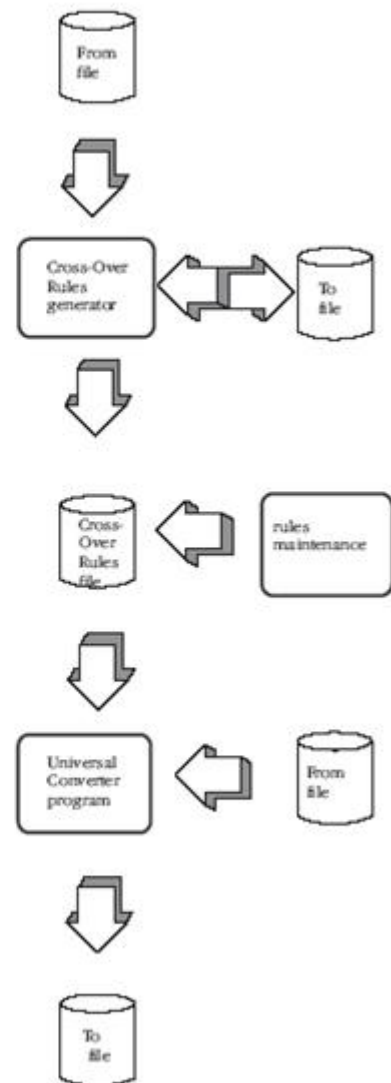 From
file
Cross-Over
Rules
generator
To
file
Cross-
Over
Rules
file
rules
maintenance
Universal
Converter
program
From
file
To
file